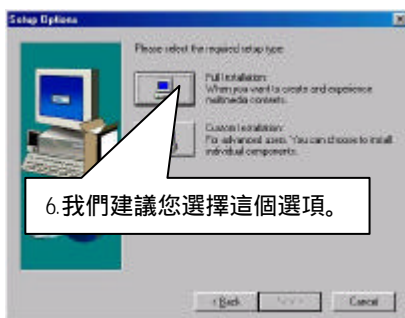 Setup Options
Please select the required setup type
Full Installation:
When you want to create and experience
multimedia contents.
Custom Installation:
For advanced users. You can choose to install
individual components.
6.我們建議您選擇這個選項。
< Back
Cancel